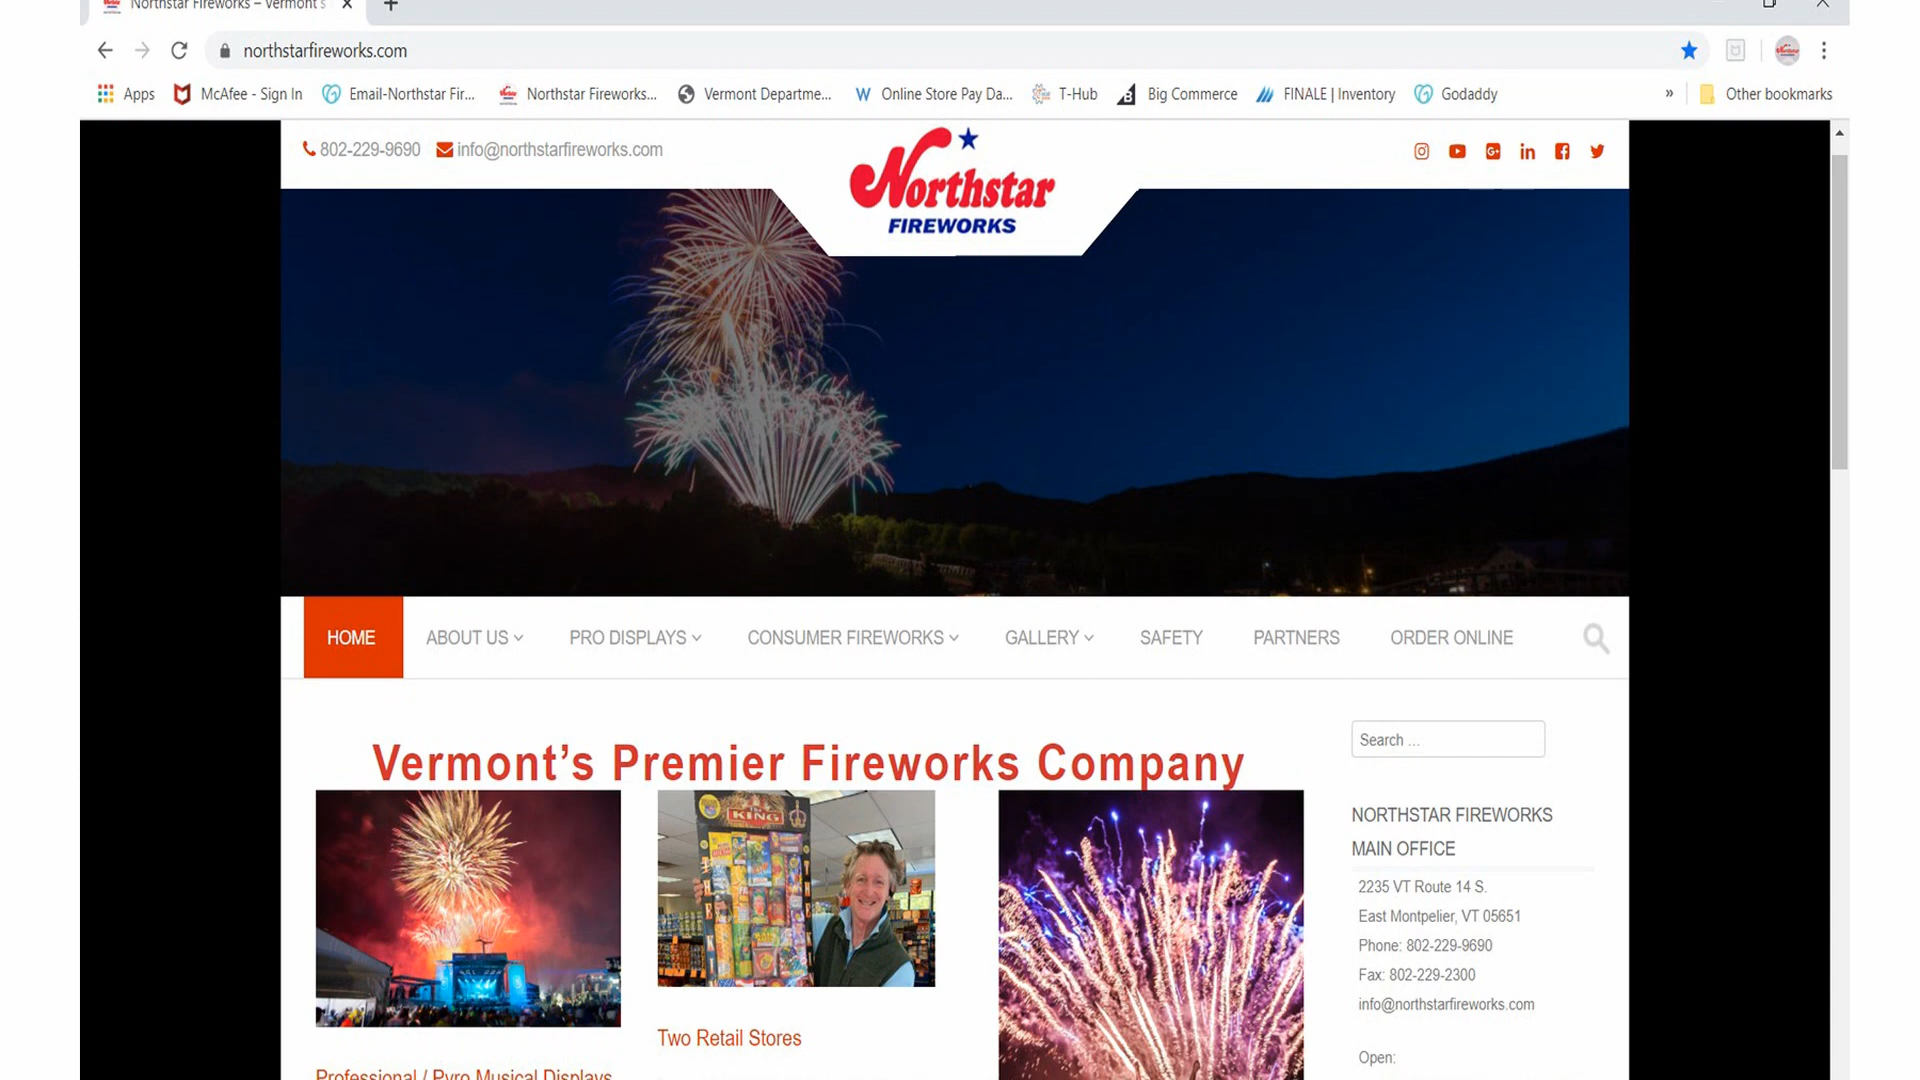 Northstar Fireworks – Vermont's
northstarfireworks.com
Apps McAfee - Sign In Email-Northstar Fir... Northstar Fireworks... Vermont Departme... Online Store Pay Da... T-Hub Big Commerce FINALE | Inventory Godaddy » Other bookmarks
802-229-9690 info@northstarfireworks.com
Northstar
FIREWORKS
HOME ABOUT US PRO DISPLAYS CONSUMER FIREWORKS GALLERY SAFETY PARTNERS ORDER ONLINE
Vermont’s Premier Fireworks Company
KING
Two Retail Stores
Professional / Pyro Musical Displays
Search ...
NORTHSTAR FIREWORKS
MAIN OFFICE
2235 VT Route 14 S.
East Montpelier, VT 05651
Phone: 802-229-9690
Fax: 802-229-2300
info@northstarfireworks.com
Open: